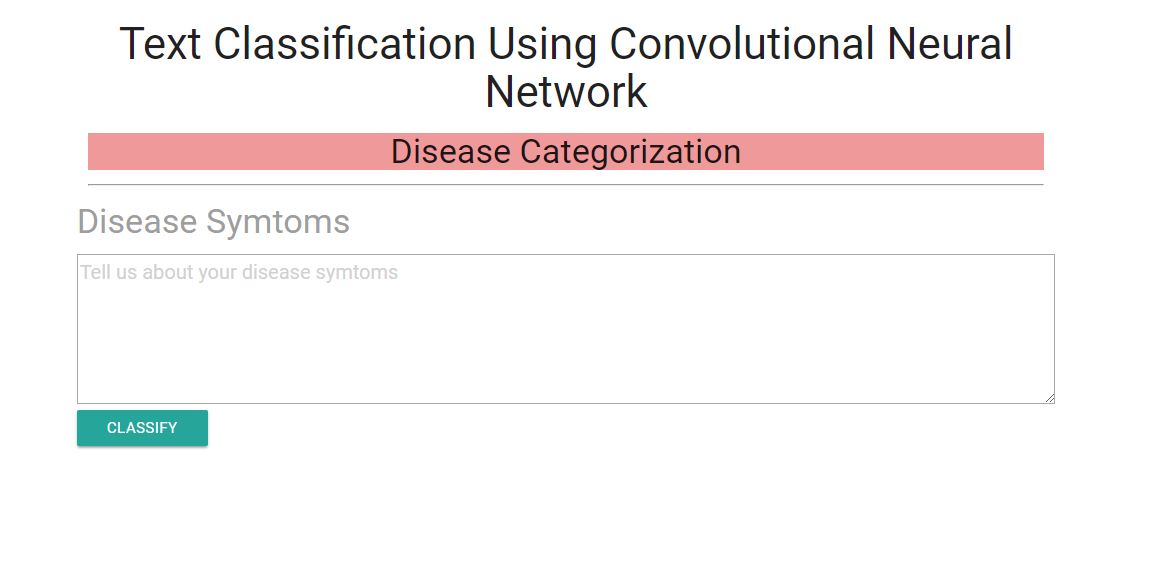 Text Classification Using Convolutional Neural
Network
Disease Categorization
Disease Symtoms
Tell us about your disease symtoms
CLASSIFY